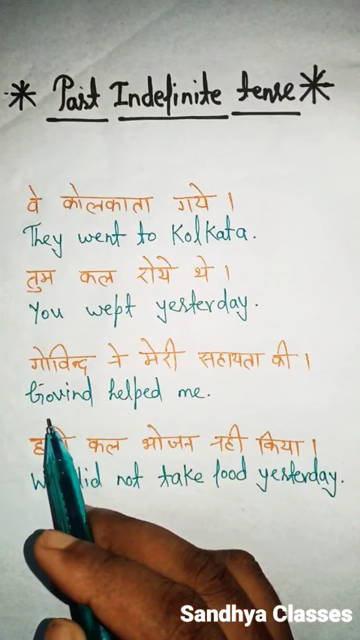 * Past Indefinite tense *
वे कोलकाता गये ।
They went to Kolkata.
तुम कल रोये थे ।
You wept yesterday.
गोविन्द ने मेरी सहायता की ।
Govind helped me.
कल भोजन नही किया ।
did not take food yesterday.
Sandhya Classes